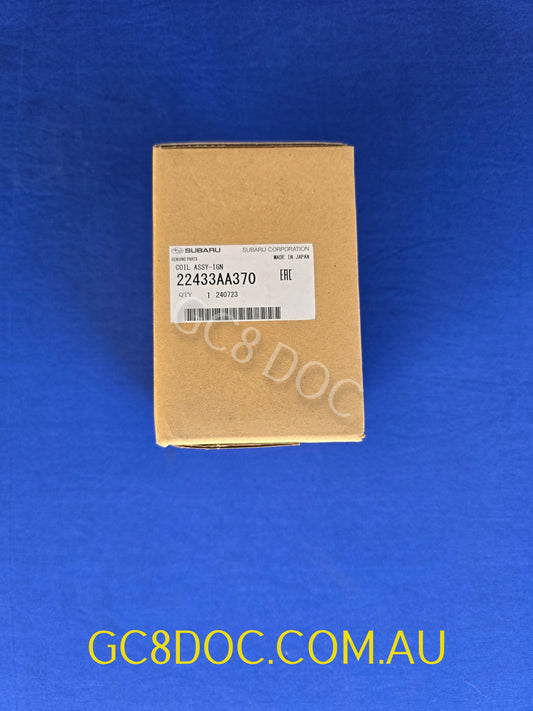 SUBARU SUBARU CORPORATION
GENUINE PARTS MADE IN JAPAN
COIL ASSY-IGN EAC
22433AA370
QTY 1 240723
GC8 DOC
GC8DOC.COM.AU